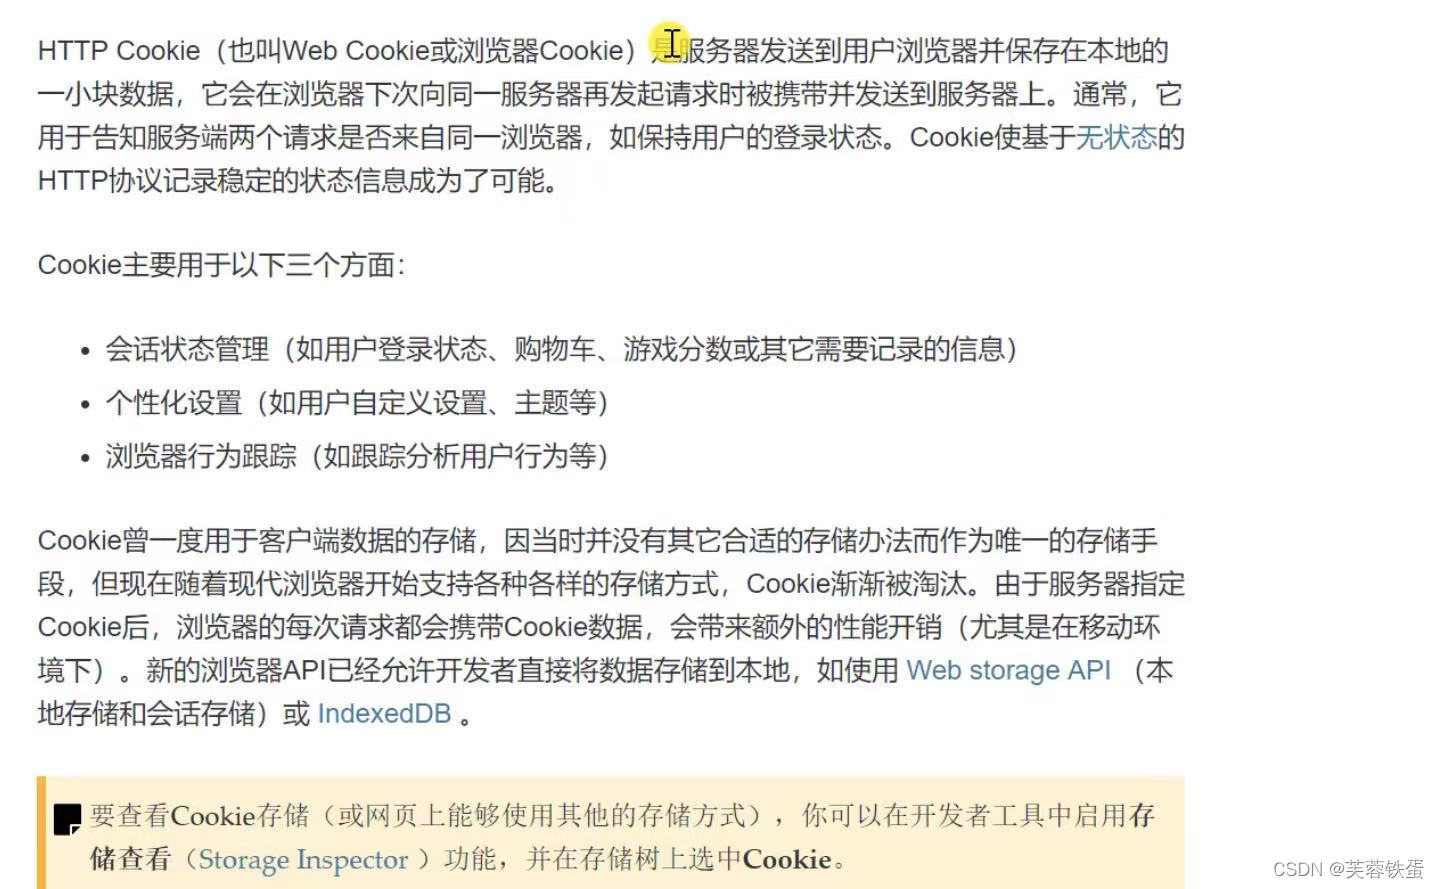 HTTP Cookie（也叫Web Cookie或浏览器Cookie）是服务器发送到用户浏览器并保存在本地的
一小块数据，它会在浏览器下次向同一服务器再发起请求时被携带并发送到服务器上。通常，它
用于告知服务端两个请求是否来自同一浏览器，如保持用户的登录状态。Cookie使基于无状态的
HTTP协议记录稳定的状态信息成为了可能。
Cookie主要用于以下三个方面：
• 会话状态管理（如用户登录状态、购物车、游戏分数或其它需要记录的信息）
• 个性化设置（如用户自定义设置、主题等）
• 浏览器行为跟踪（如跟踪分析用户行为等）
Cookie曾一度用于客户端数据的存储，因当时并没有其它合适的存储办法而作为唯一的存储手
段，但现在随着现代浏览器开始支持各种各样的存储方式，Cookie渐渐被淘汰。由于服务器指定
Cookie后，浏览器的每次请求都会携带Cookie数据，会带来额外的性能开销（尤其是在移动环
境下）。新的浏览器API已经允许开发者直接将数据存储到本地，如使用 Web storage API （本
地存储和会话存储）或 IndexedDB 。
要查看Cookie存储（或网页上能够使用其他的存储方式），你可以在开发者工具中启用存
储查看（Storage Inspector ）功能，并在存储树上选中Cookie。
CSDN @芙蓉铁蛋